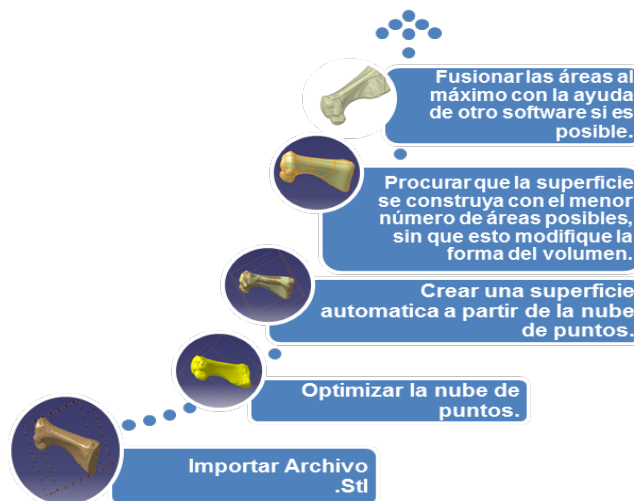 Fusionar las áreas al
máximo con la ayuda
de otro software si es
posible.
Procurar que la superficie
se construya con el menor
número de áreas posibles,
sin que esto modifique la
forma del volumen.
Crear una superficie
automatica a partir de la nube
de puntos.
Optimizar la nube de
puntos.
Importar Archivo
.Stl